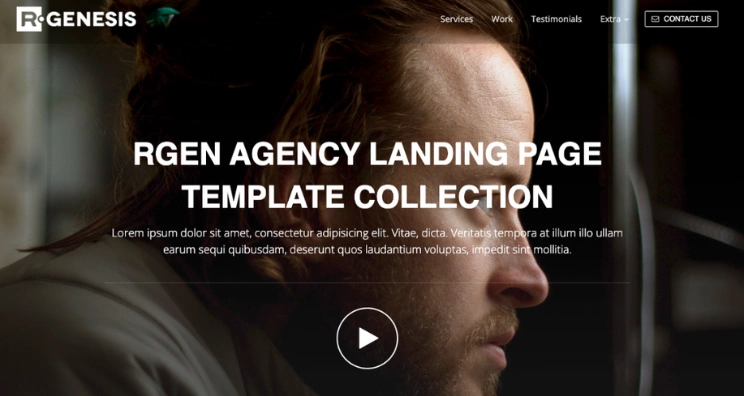 R GENESIS
Services Work Testimonials Extra CONTACT US
RGEN AGENCY LANDING PAGE
TEMPLATE COLLECTION
Lorem ipsum dolor sit amet, consectetur adipisicing elit. Vitae, dicta. Veritatis tempora at illum illo ullam
earum sequi quibusdam, deserunt quos laudantium voluptas, impedit sint mollitia.